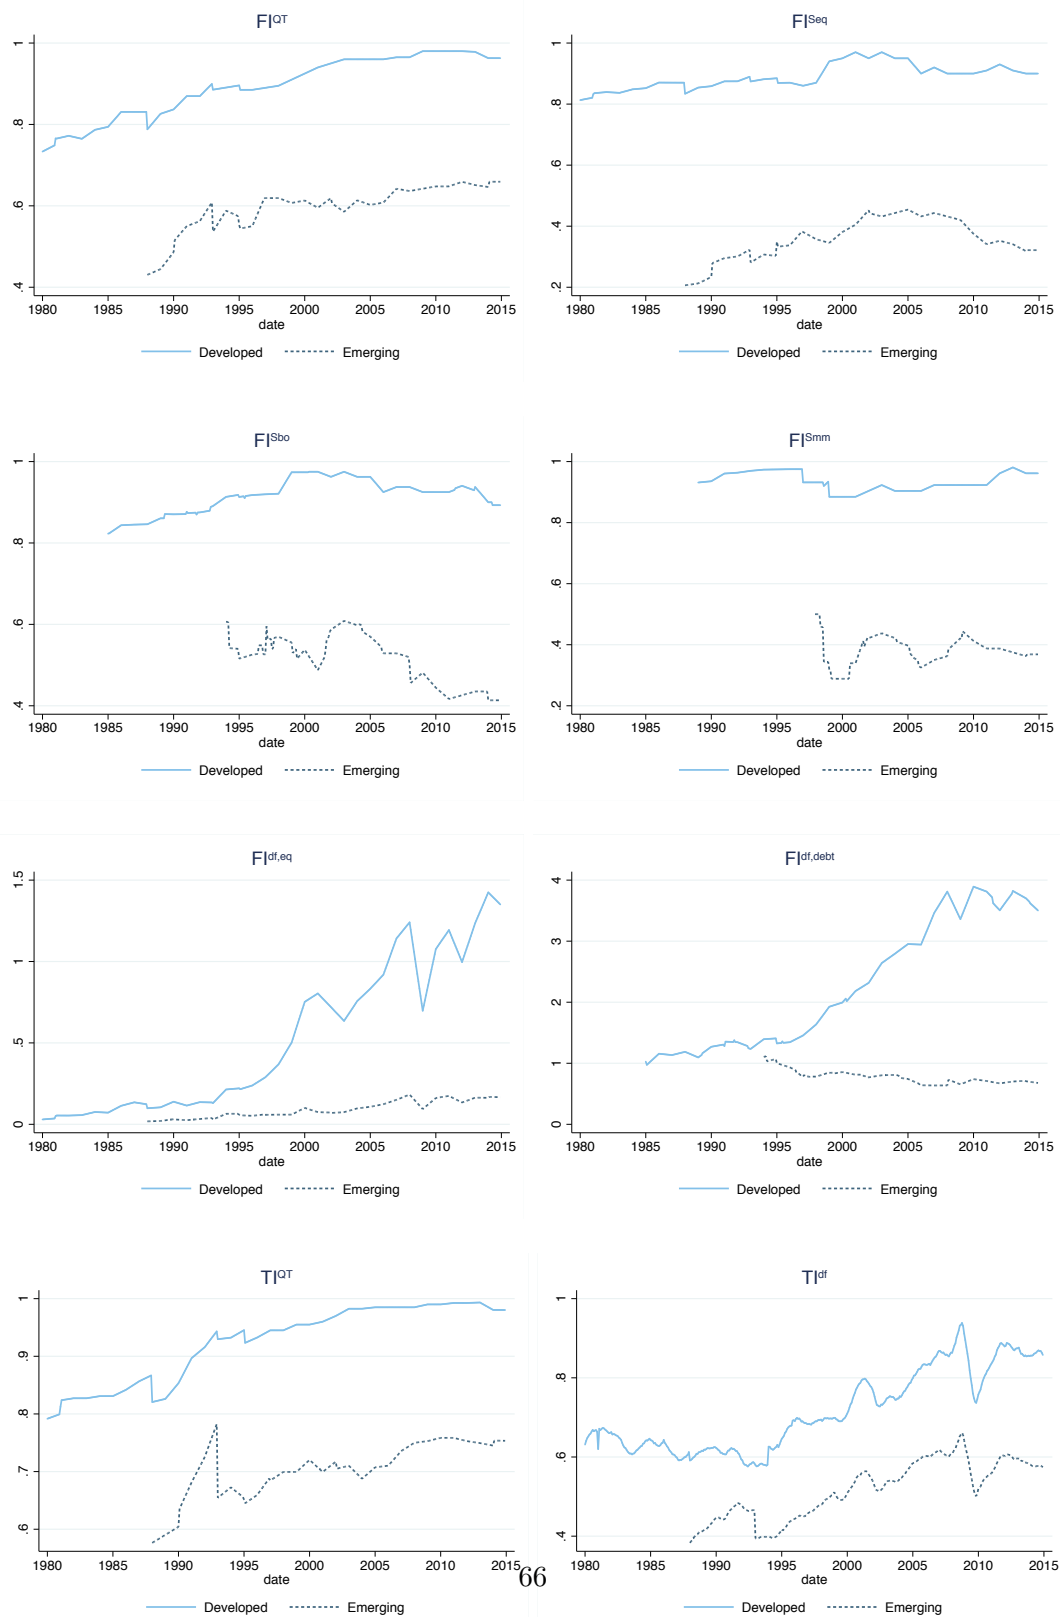 FI^QT
1
.8
.6
.4
1980 1985 1990 1995 2000 2005 2010 2015
date
Developed Emerging
FI^Seq
1
.8
.6
.4
.2
1980 1985 1990 1995 2000 2005 2010 2015
date
Developed Emerging
FI^Sbo
1
.8
.6
.4
1980 1985 1990 1995 2000 2005 2010 2015
date
Developed Emerging
FI^Smm
1
.8
.6
.4
.2
1980 1985 1990 1995 2000 2005 2010 2015
date
Developed Emerging
FI^df,eq
1.5
1
.5
0
1980 1985 1990 1995 2000 2005 2010 2015
date
Developed Emerging
FI^df,debt
4
3
2
1
0
1980 1985 1990 1995 2000 2005 2010 2015
date
Developed Emerging
TI^QT
1
.9
.8
.7
.6
1980 1985 1990 1995 2000 2005 2010 2015
date
Developed Emerging
TI^df
1
.8
.6
.4
1980 1985 1990 1995 2000 2005 2010 2015
date
Developed Emerging
66